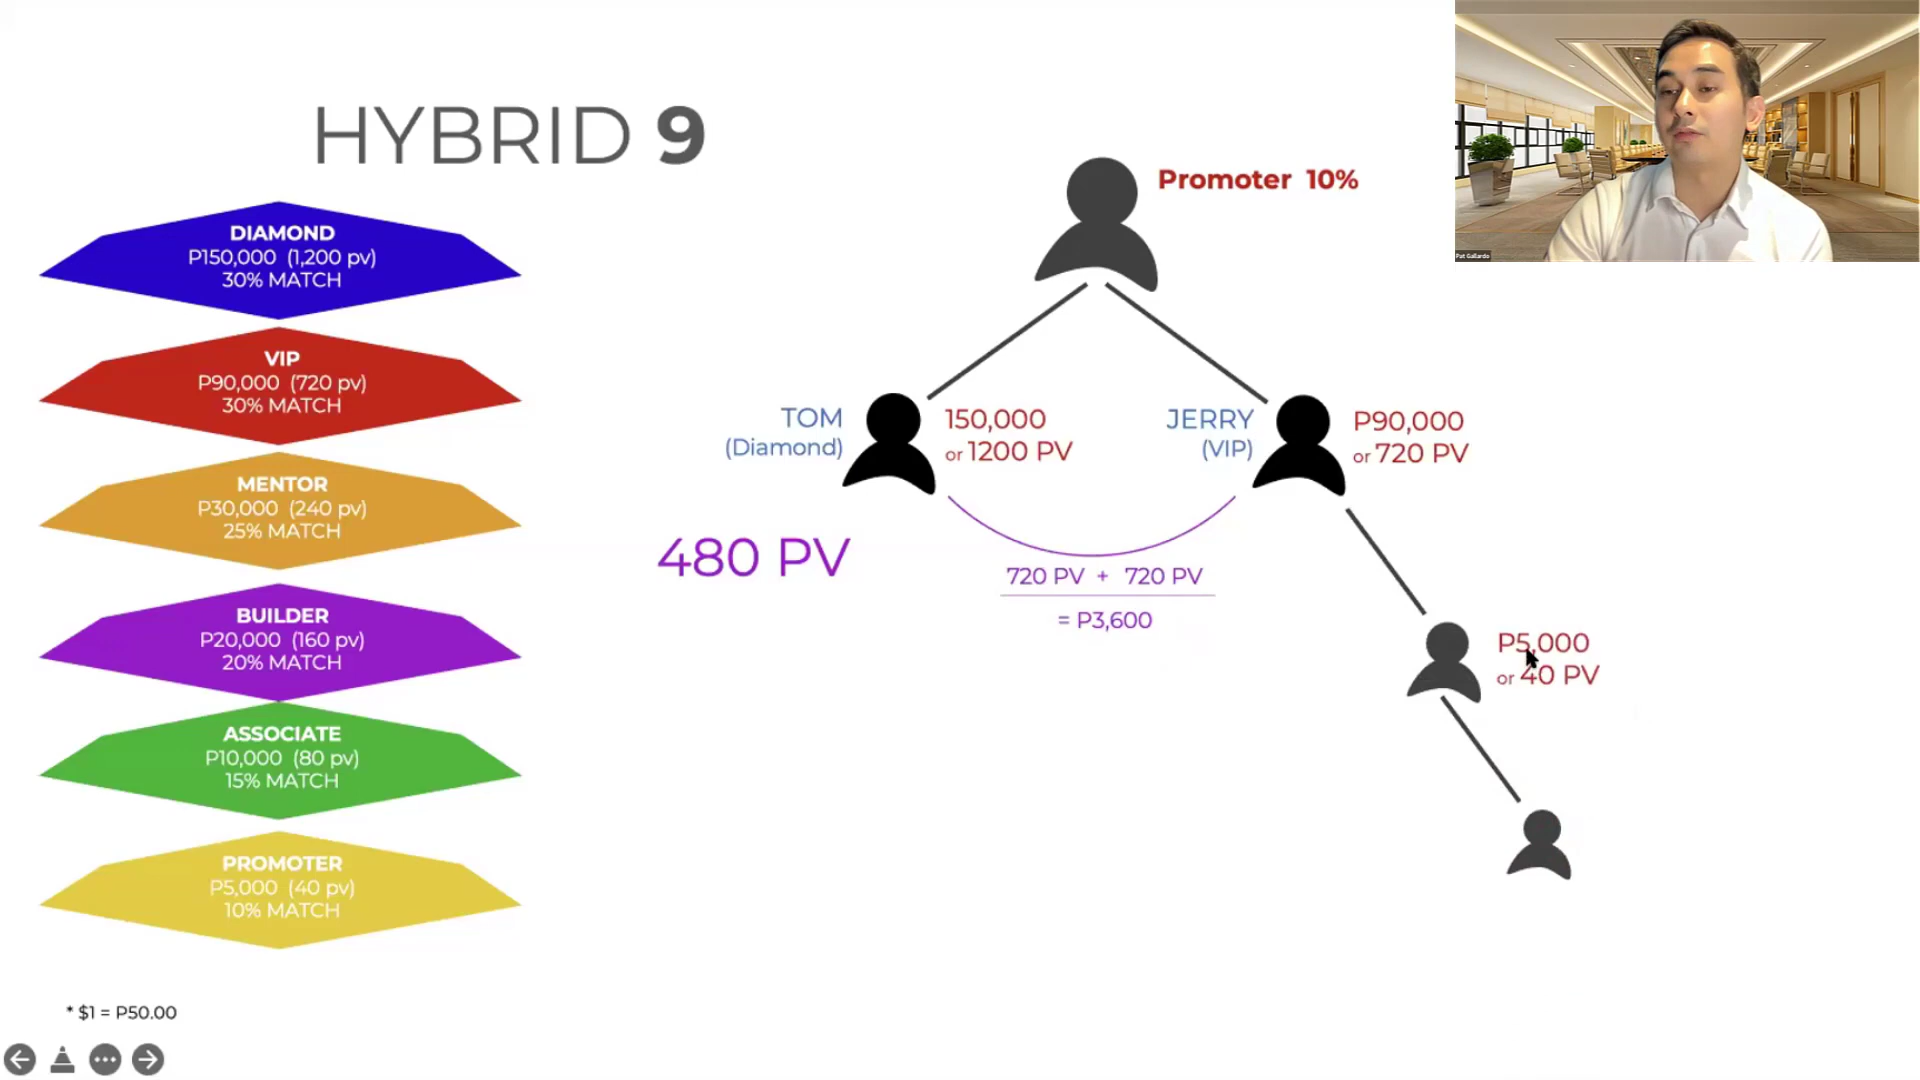 HYBRID 9
DIAMOND
P150,000 (1,200 pv)
30% MATCH
VIP
P90,000 (720 pv)
30% MATCH
MENTOR
P30,000 (240 pv)
25% MATCH
BUILDER
P20,000 (160 pv)
20% MATCH
ASSOCIATE
P10,000 (80 pv)
15% MATCH
PROMOTER
P5,000 (40 pv)
10% MATCH
* $1 = P50.00
Promoter 10%
TOM
(Diamond)
150,000
or 1200 PV
JERRY
(VIP)
P90,000
or 720 PV
480 PV
720 PV + 720 PV
= P3,600
P5,000
or 40 PV
Pat Gallardo